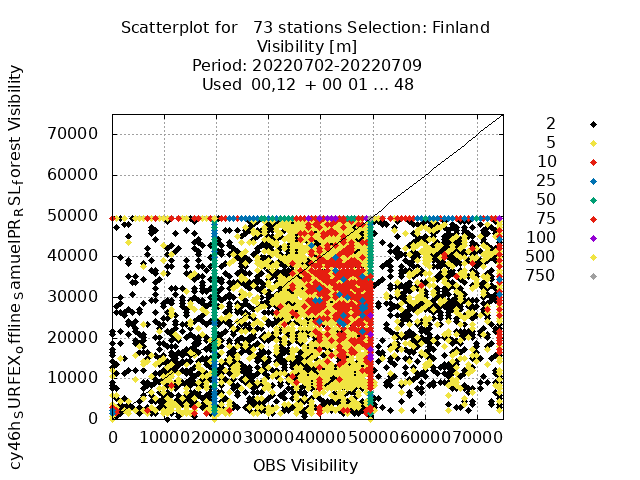 Scatterplot for 73 stations Selection: Finland
Visibility [m]
Period: 20220702-20220709
Used 00,12 + 00 01 ... 48
cy46h_SURFEX_offline_samuelPR_RSL_forest Visibility
70000
60000
50000
40000
30000
20000
10000
0
0 10000 20000 30000 40000 50000 60000 70000
OBS Visibility
2
5
10
25
50
75
100
500
750